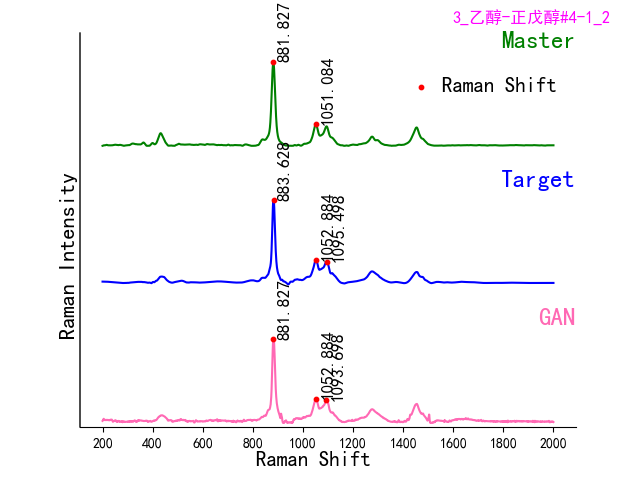 3_乙醇-正戊醇#4-1_2
Master
881.827
1051.084
Raman Shift
Target
883.628
1052.884
1095.498
GAN
881.827
1052.884
1093.698
Raman Intensity
200 400 600 800 1000 1200 1400 1600 1800 2000
Raman Shift